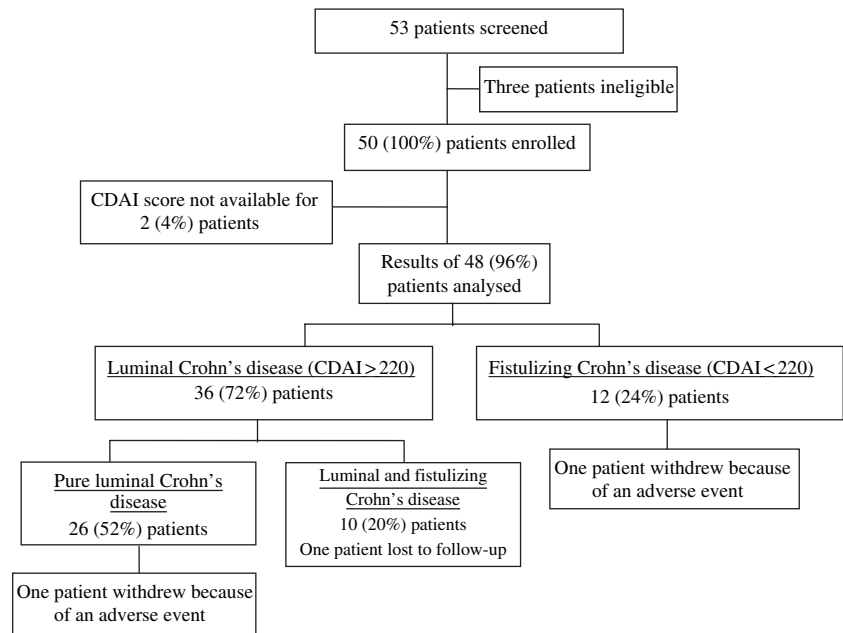 53 patients screened
Three patients ineligible
50 (100%) patients enrolled
CDAI score not available for
2 (4%) patients
Results of 48 (96%)
patients analysed
Luminal Crohn's disease (CDAI > 220)
36 (72%) patients
Fistulizing Crohn's disease (CDAI < 220)
12 (24%) patients
Pure luminal Crohn's
disease
26 (52%) patients
Luminal and fistulizing
Crohn's disease
10 (20%) patients
One patient lost to follow-up
One patient withdrew because
of an adverse event
One patient withdrew because
of an adverse event